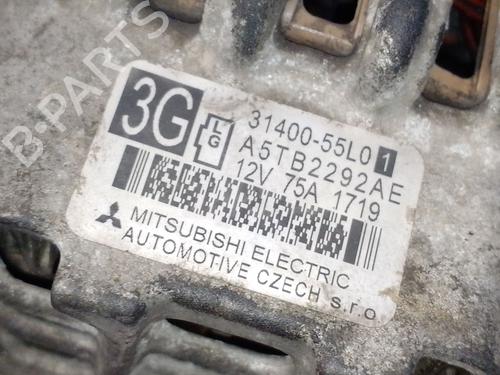 B-PARTS
3G
L
G
31400-55L0 1
A5TB2292AE
12V 75A 1719
MITSUBISHI ELECTRIC
AUTOMOTIVE CZECH s.r.o